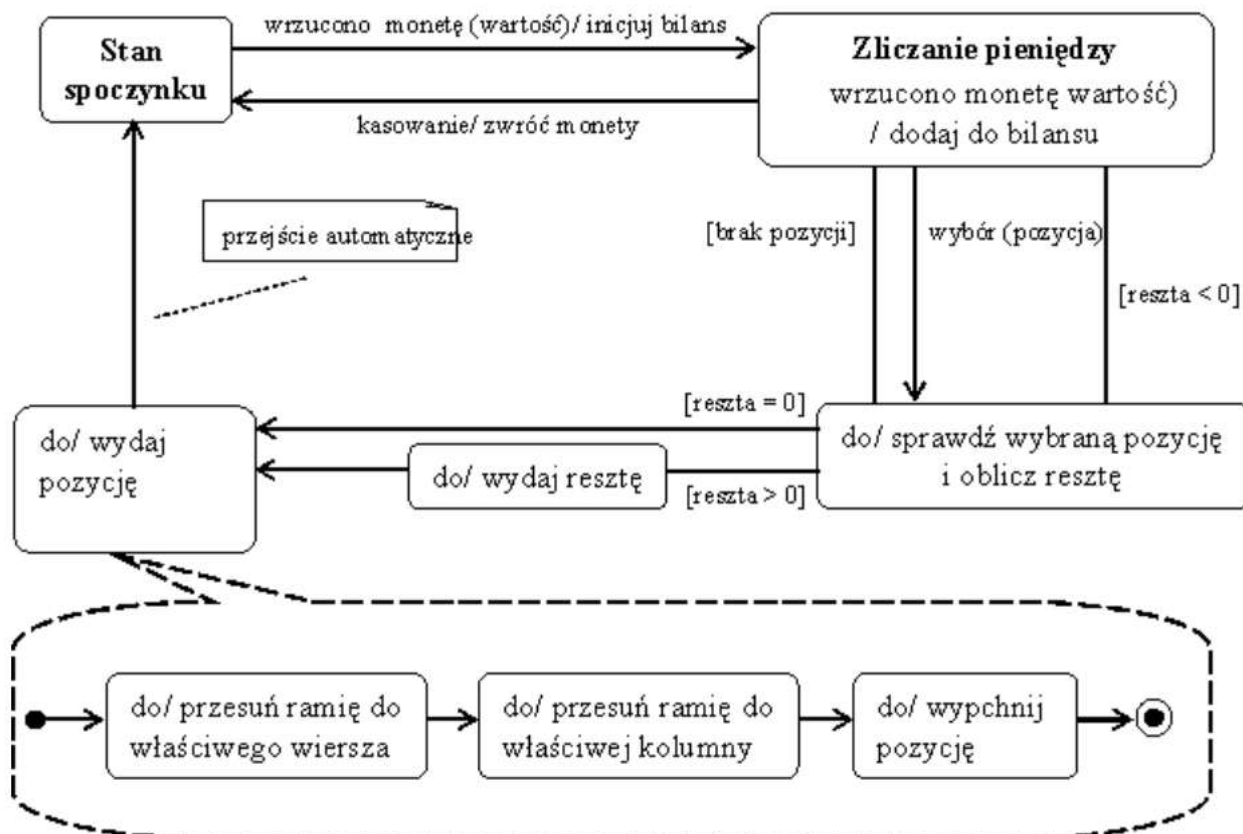 wrzucono monetę (wartość)/ inicjuj bilans
Stan
spoczynku
Zliczanie pieniędzy
wrzucono monetę wartość)
/ dodaj do bilansu
kasowanie/ zwróć monety
przejście automatyczne
[brak pozycji]
wybór (pozycja)
[reszta < 0]
[reszta = 0]
do/ wydaj
pozycję
do/ wydaj resztę
[reszta > 0]
do/ sprawdź wybraną pozycję
i oblicz resztę
do/ przesuń ramię do
właściwego wiersza
do/ przesuń ramię do
właściwej kolumny
do/ wypchnij
pozycję